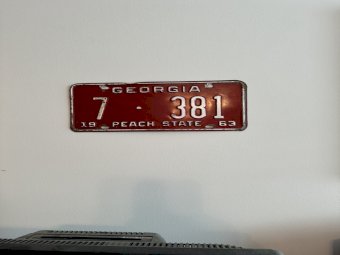 GEORGIA
7 · 381
19 PEACH STATE 63